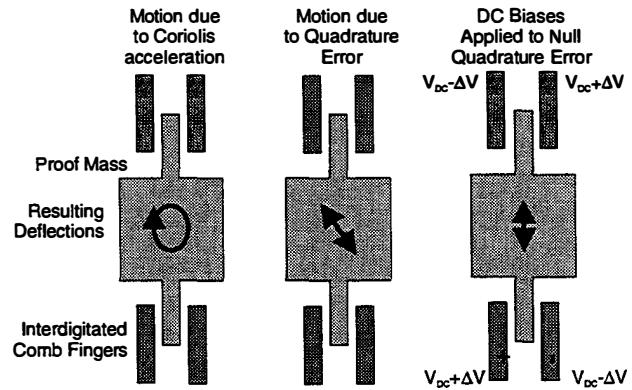 Motion due
to Coriolis
acceleration
Motion due
to Quadrature
Error
DC Biases
Applied to Null
Quadrature Error
V_DC-ΔV
V_DC+ΔV
Proof Mass
Resulting
Deflections
Interdigitated
Comb Fingers
V_DC+ΔV
V_DC-ΔV